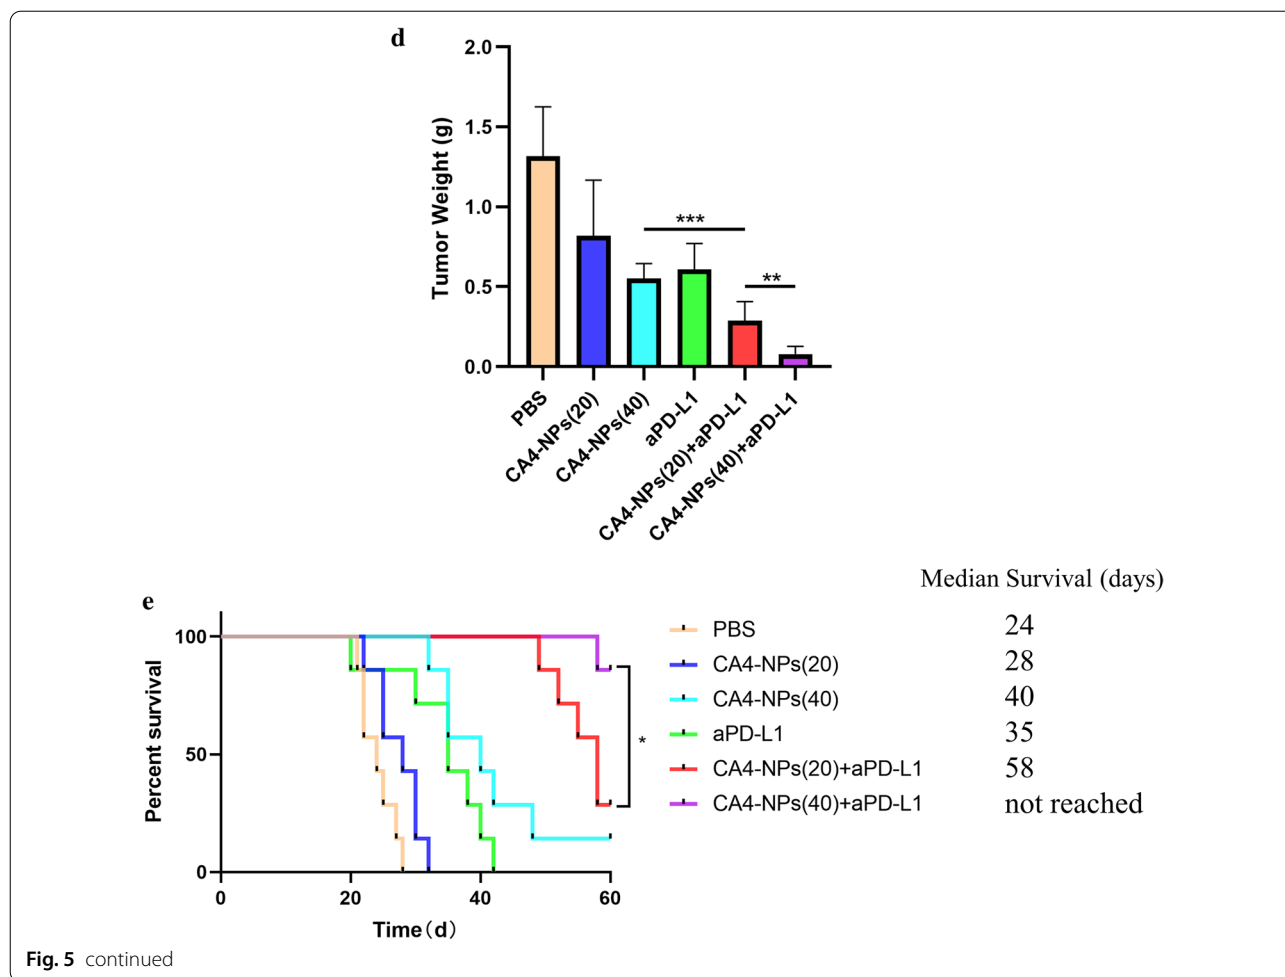 d
2.0
1.5
1.0
0.5
0.0
Tumor Weight (g)
***
**
PBS
CA4-NPs(20)
CA4-NPs(40)
aPD-L1
CA4-NPs(20)+aPD-L1
CA4-NPs(40)+aPD-L1
Median Survival (days)
e
100
50
0
Percent survival
0 20 40 60
Time(d)
*
PBS 24
CA4-NPs(20) 28
CA4-NPs(40) 40
aPD-L1 35
CA4-NPs(20)+aPD-L1 58
CA4-NPs(40)+aPD-L1 not reached
Fig. 5 continued